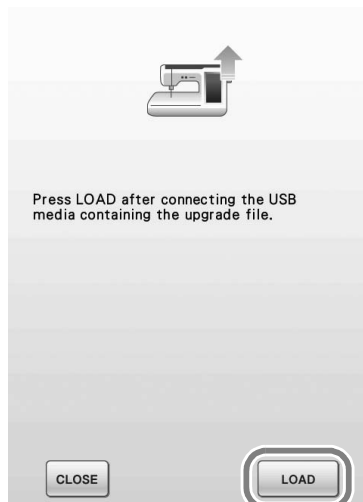 Press LOAD after connecting the USB
media containing the upgrade file.
CLOSE
LOAD